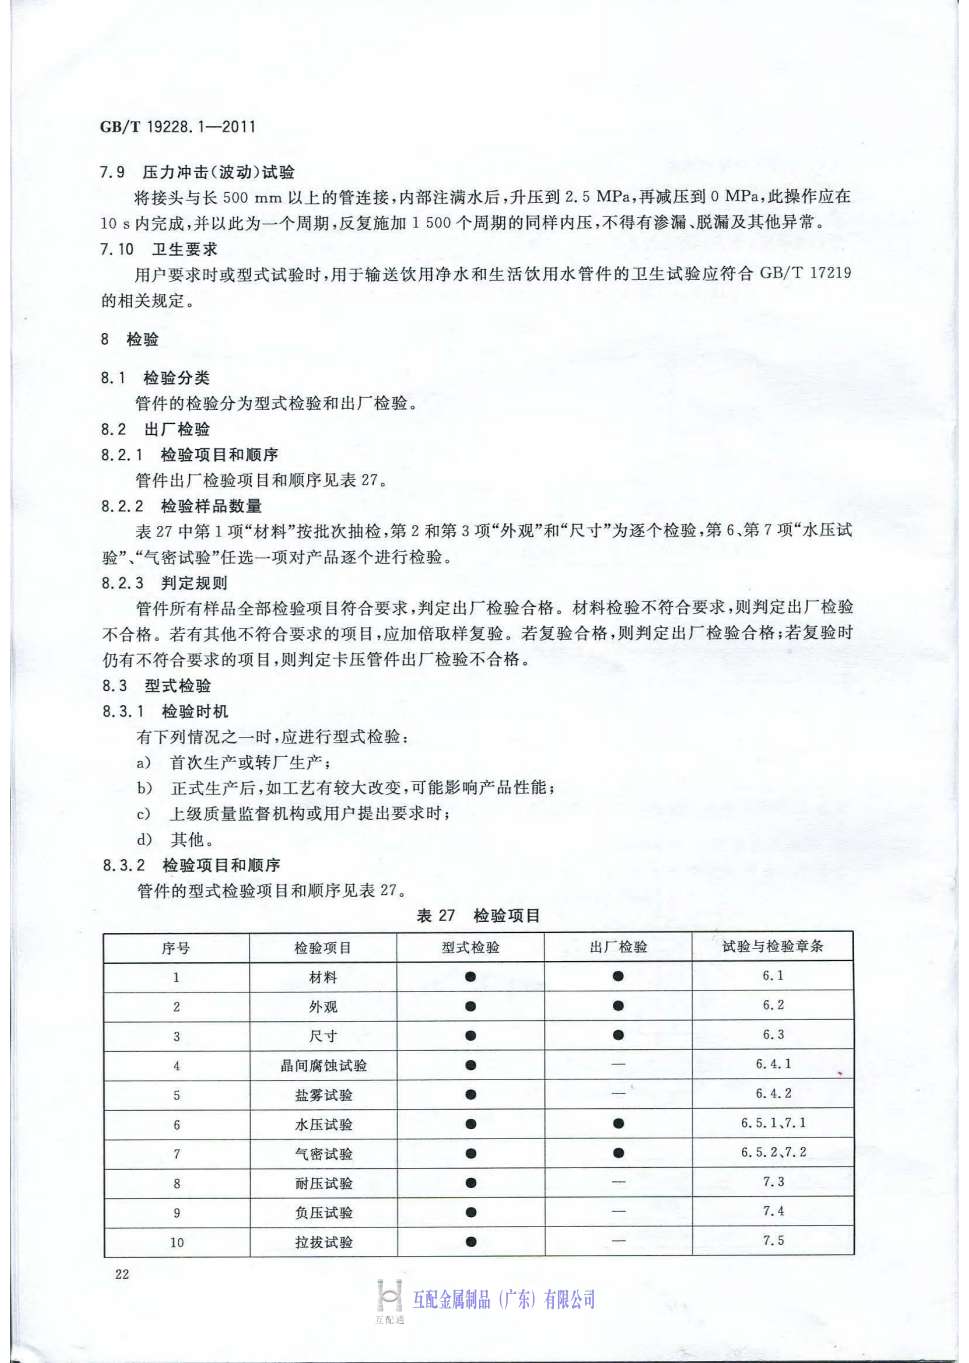 GB/T 19228.1—2011
7.9 压力冲击(波动)试验
将接头与长 500 mm 以上的管连接,内部注满水后,升压到 2.5 MPa,再减压到 0 MPa,此操作应在
10 s 内完成,并以此为一个周期,反复施加 1 500 个周期的同样内压,不得有渗漏、脱漏及其他异常。
7.10 卫生要求
用户要求时或型式试验时,用于输送饮用净水和生活饮用水管件的卫生试验应符合 GB/T 17219
的相关规定。
8 检验
8.1 检验分类
管件的检验分为型式检验和出厂检验。
8.2 出厂检验
8.2.1 检验项目和顺序
管件出厂检验项目和顺序见表 27。
8.2.2 检验样品数量
表 27 中第 1 项“材料”按批次抽检,第 2 和第 3 项“外观”和“尺寸”为逐个检验,第 6、第 7 项“水压试
验”、“气密试验”任选一项对产品逐个进行检验。
8.2.3 判定规则
管件所有样品全部检验项目符合要求,判定出厂检验合格。材料检验不符合要求,则判定出厂检验
不合格。若有其他不符合要求的项目,应加倍取样复验。若复验合格,则判定出厂检验合格;若复验时
仍有不符合要求的项目,则判定卡压管件出厂检验不合格。
8.3 型式检验
8.3.1 检验时机
有下列情况之一时,应进行型式检验:
a) 首次生产或转厂生产;
b) 正式生产后,如工艺有较大改变,可能影响产品性能;
c) 上级质量监督机构或用户提出要求时;
d) 其他。
8.3.2 检验项目和顺序
管件的型式检验项目和顺序见表 27。
表 27 检验项目
序号 检验项目 型式检验 出厂检验 试验与检验章条
1 材料 ● ● 6.1
2 外观 ● ● 6.2
3 尺寸 ● ● 6.3
4 晶间腐蚀试验 ● — 6.4.1
5 盐雾试验 ● — 6.4.2
6 水压试验 ● ● 6.5.1、7.1
7 气密试验 ● ● 6.5.2、7.2
8 耐压试验 ● — 7.3
9 负压试验 ● — 7.4
10 拉拔试验 ● — 7.5
22
互配金属制品（广东）有限公司
互配通